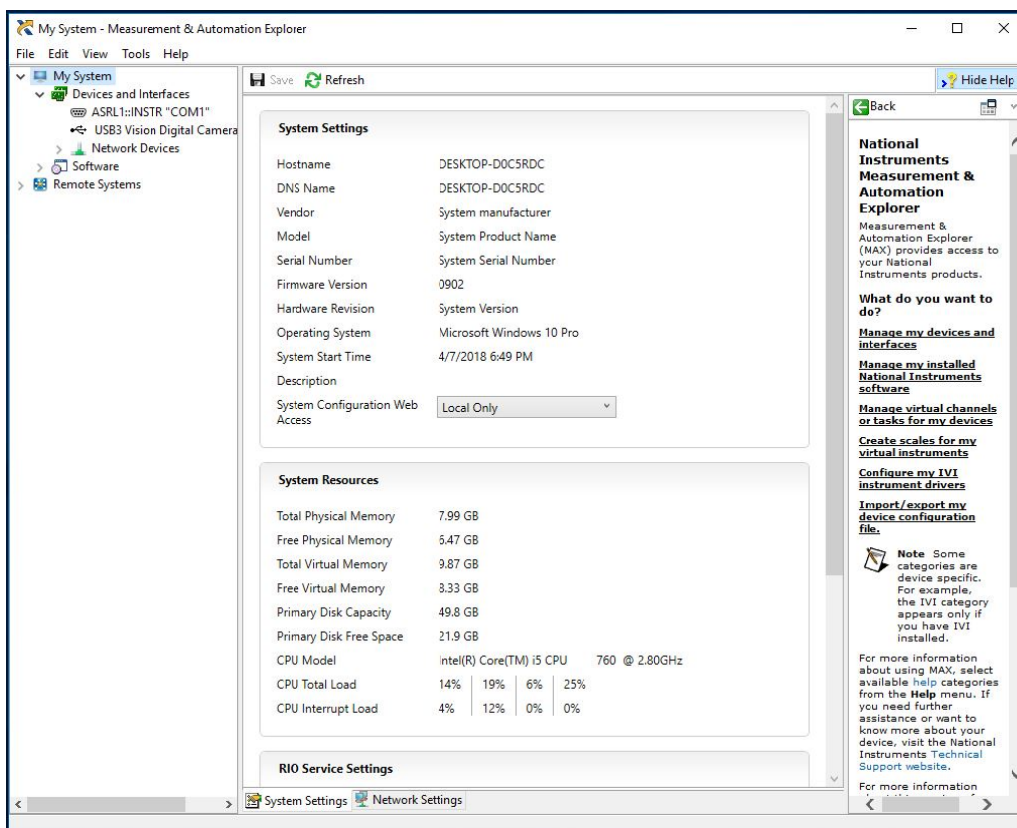 My System - Measurement & Automation Explorer
File Edit View Tools Help
My System
Devices and Interfaces
ASRL1::INSTR "COM1"
USB3 Vision Digital Camera
Network Devices
Software
Remote Systems
Save Refresh
Hide Help
System Settings
Hostname DESKTOP-D0C5RDC
DNS Name DESKTOP-D0C5RDC
Vendor System manufacturer
Model System Product Name
Serial Number System Serial Number
Firmware Version 0902
Hardware Revision System Version
Operating System Microsoft Windows 10 Pro
System Start Time 4/7/2018 6:49 PM
Description
System Configuration Web
Access
Local Only
System Resources
Total Physical Memory 7.99 GB
Free Physical Memory 6.47 GB
Total Virtual Memory 9.87 GB
Free Virtual Memory 8.33 GB
Primary Disk Capacity 49.8 GB
Primary Disk Free Space 21.9 GB
CPU Model Intel(R) Core(TM) i5 CPU 760 @ 2.80GHz
CPU Total Load 14% 19% 6% 25%
CPU Interrupt Load 4% 12% 0% 0%
RIO Service Settings
System Settings Network Settings
Back
National
Instruments
Measurement &
Automation
Explorer
Measurement &
Automation Explorer
(MAX) provides access to
your National
Instruments products.
What do you want to
do?
Manage my devices and
interfaces
Manage my installed
National Instruments
software
Manage virtual channels
or tasks for my devices
Create scales for my
virtual instruments
Configure my IVI
instrument drivers
Import/export my
device configuration
file.
Note Some
categories are
device specific.
For example,
the IVI category
appears only if
you have IVI
installed.
For more information
about using MAX, select
available help categories
from the Help menu. If
you need further
assistance or want to
know more about your
device, visit the National
Instruments Technical
Support website.
For more information